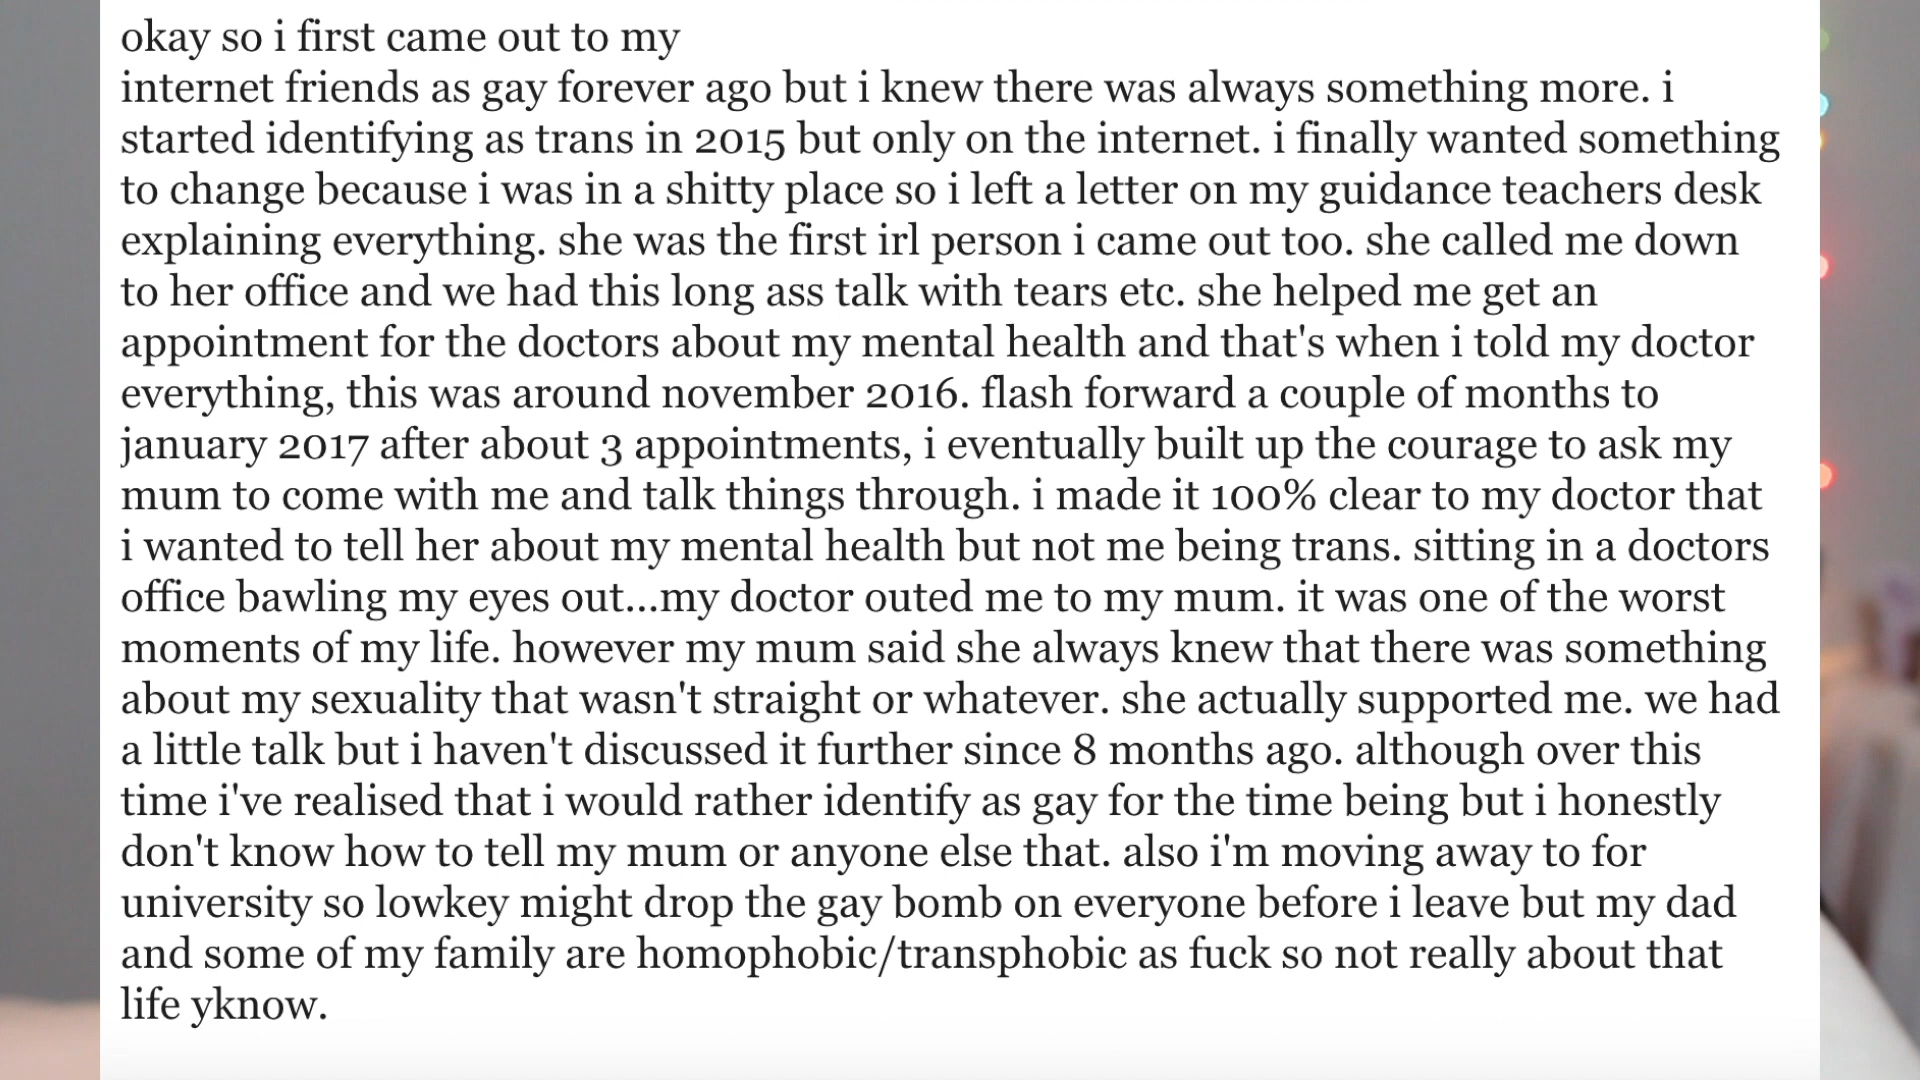 okay so i first came out to my
internet friends as gay forever ago but i knew there was always something more. i
started identifying as trans in 2015 but only on the internet. i finally wanted something
to change because i was in a shitty place so i left a letter on my guidance teachers desk
explaining everything. she was the first irl person i came out too. she called me down
to her office and we had this long ass talk with tears etc. she helped me get an
appointment for the doctors about my mental health and that's when i told my doctor
everything, this was around november 2016. flash forward a couple of months to
january 2017 after about 3 appointments, i eventually built up the courage to ask my
mum to come with me and talk things through. i made it 100% clear to my doctor that
i wanted to tell her about my mental health but not me being trans. sitting in a doctors
office bawling my eyes out...my doctor outed me to my mum. it was one of the worst
moments of my life. however my mum said she always knew that there was something
about my sexuality that wasn't straight or whatever. she actually supported me. we had
a little talk but i haven't discussed it further since 8 months ago. although over this
time i've realised that i would rather identify as gay for the time being but i honestly
don't know how to tell my mum or anyone else that. also i'm moving away to for
university so lowkey might drop the gay bomb on everyone before i leave but my dad
and some of my family are homophobic/transphobic as fuck so not really about that
life yknow.